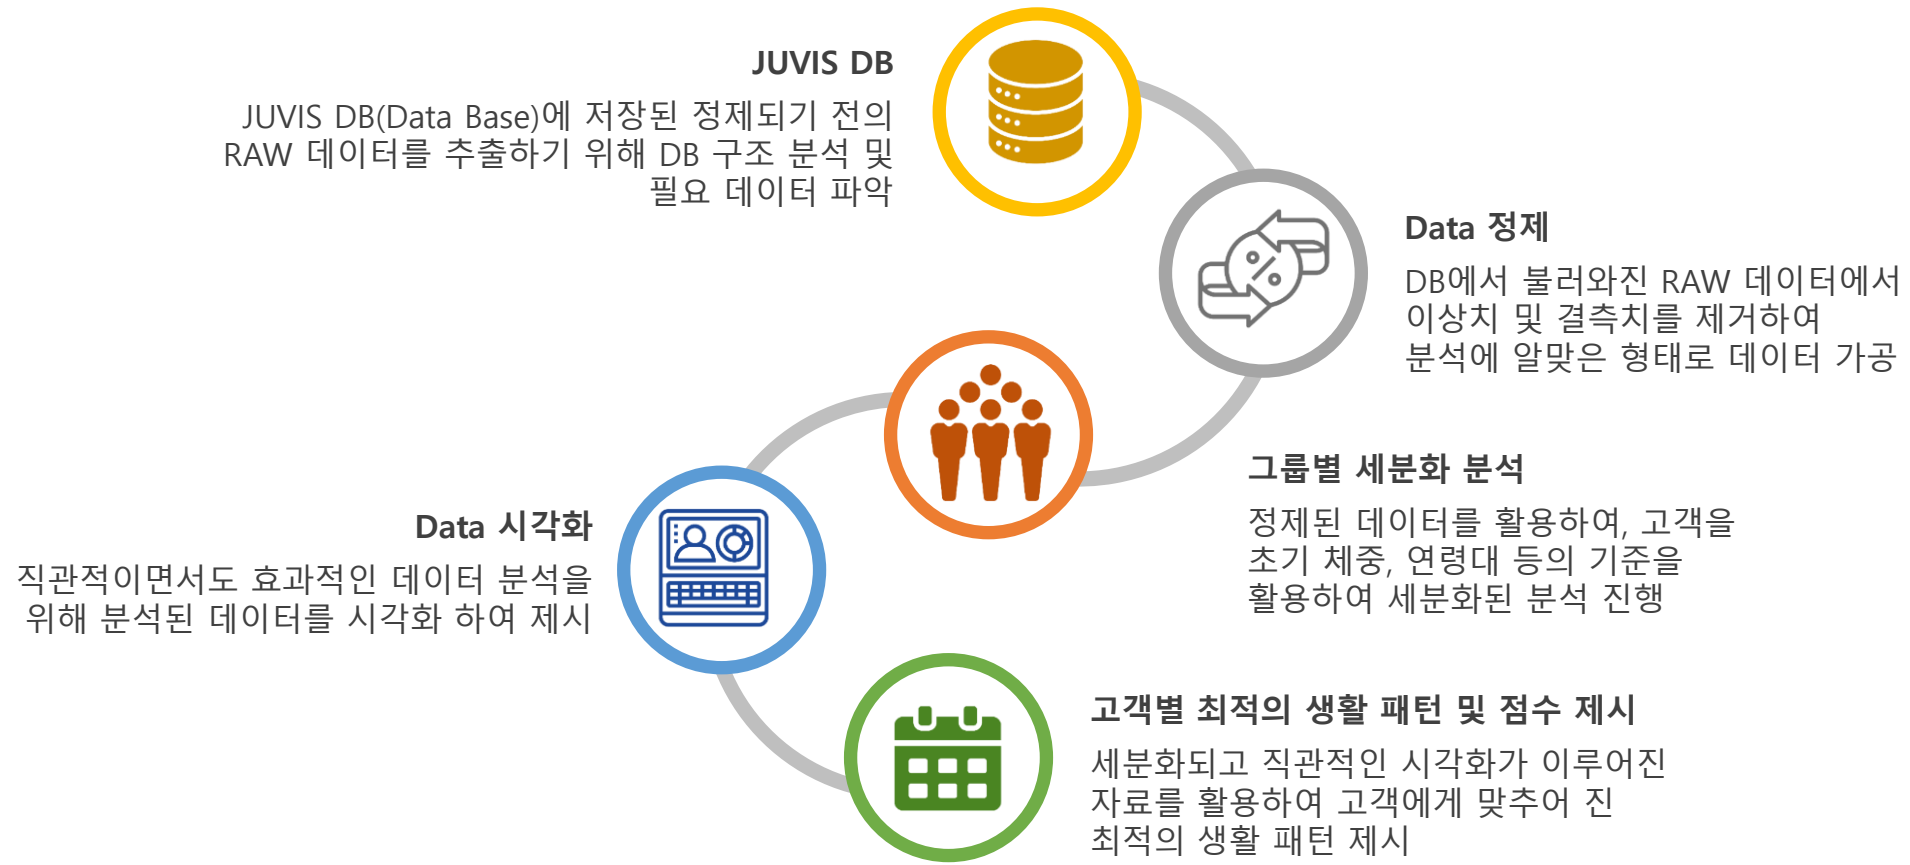 JUVIS DB
JUVIS DB(Data Base)에 저장된 정제되기 전의
RAW 데이터를 추출하기 위해 DB 구조 분석 및
필요 데이터 파악
Data 정제
DB에서 불러와진 RAW 데이터에서
이상치 및 결측치를 제거하여
분석에 알맞은 형태로 데이터 가공
그룹별 세분화 분석
정제된 데이터를 활용하여, 고객을
초기 체중, 연령대 등의 기준을
활용하여 세분화된 분석 진행
Data 시각화
직관적이면서도 효과적인 데이터 분석을
위해 분석된 데이터를 시각화 하여 제시
고객별 최적의 생활 패턴 및 점수 제시
세분화되고 직관적인 시각화가 이루어진
자료를 활용하여 고객에게 맞추어 진
최적의 생활 패턴 제시